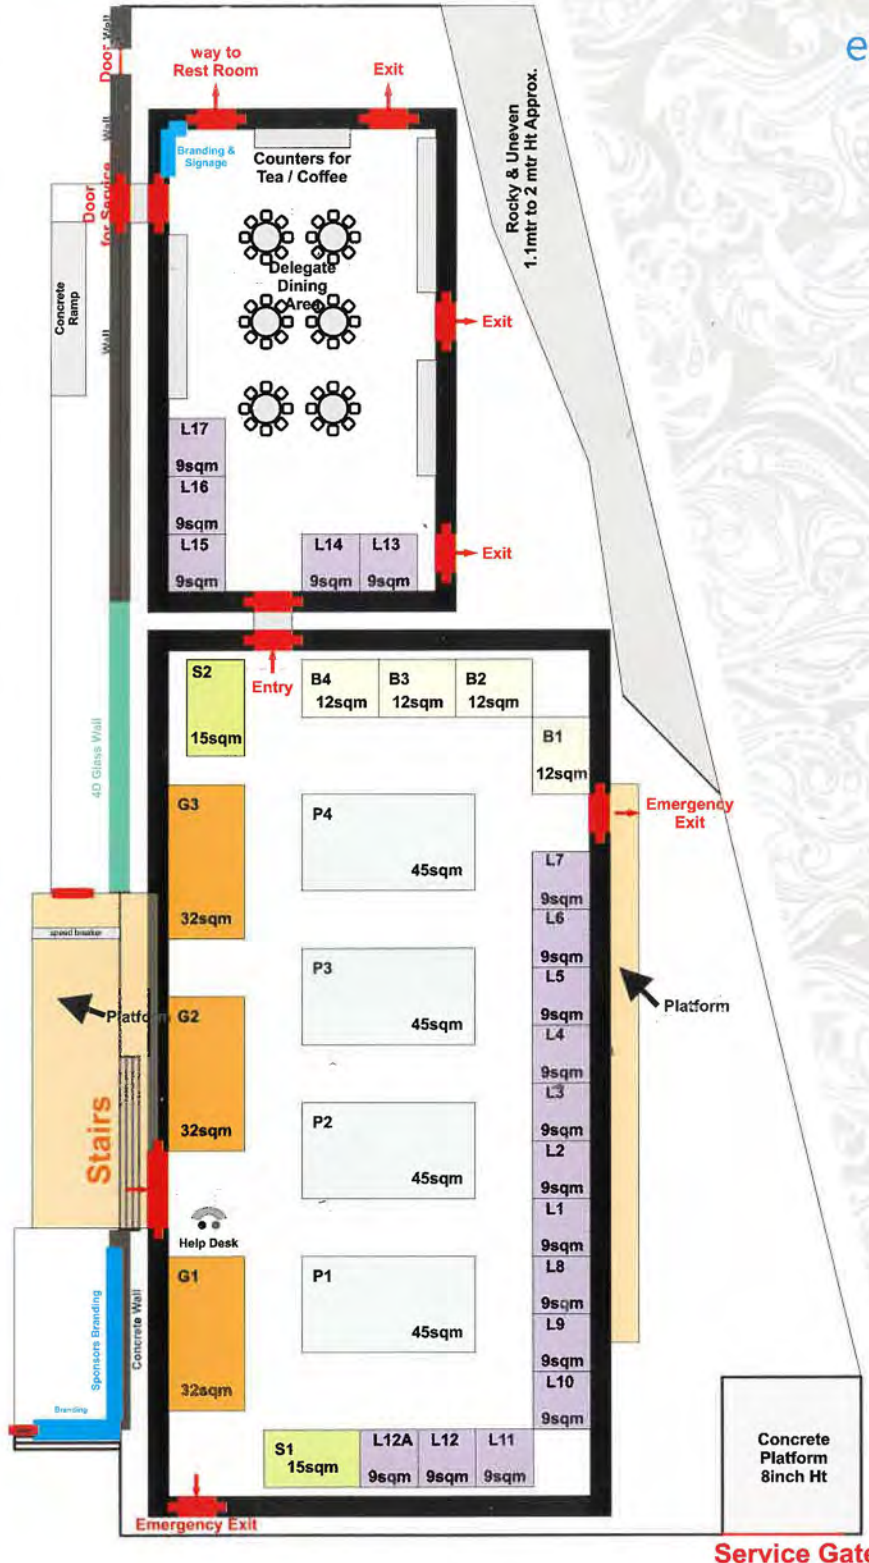 e
Wall
Door
way to
Rest Room
Exit
Rocky & Uneven
1.1mtr to 2 mtr Ht Approx.
Wall
Branding &
Signage
Counters for
Tea / Coffee
Door
for Service
Concrete
Ramp
Wall
Delegate
Dining
Area
Exit
L17
9sqm
L16
9sqm
L15
9sqm
L14
9sqm
L13
9sqm
Exit
Entry
S2
15sqm
B4
12sqm
B3
12sqm
B2
12sqm
B1
12sqm
4D Glass Wall
G3
32sqm
P4
45sqm
Emergency
Exit
L7
9sqm
L6
9sqm
L5
9sqm
L4
9sqm
L3
9sqm
L2
9sqm
L1
9sqm
L8
9sqm
L9
9sqm
L10
9sqm
speed breaker
Platform
Stairs
G2
32sqm
P3
45sqm
Platform
P2
45sqm
Help Desk
G1
32sqm
P1
45sqm
Sponsors Branding
Concrete Wall
Branding
S1
15sqm
L12A
9sqm
L12
9sqm
L11
9sqm
Concrete
Platform
8inch Ht
Emergency Exit
Service Gate